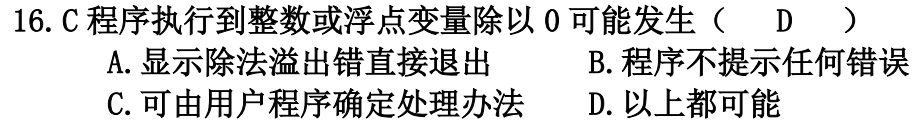 16. C 程序执行到整数或浮点变量除以 0 可能发生（ D ）
A. 显示除法溢出错直接退出 B. 程序不提示任何错误
C. 可由用户程序确定处理办法 D. 以上都可能